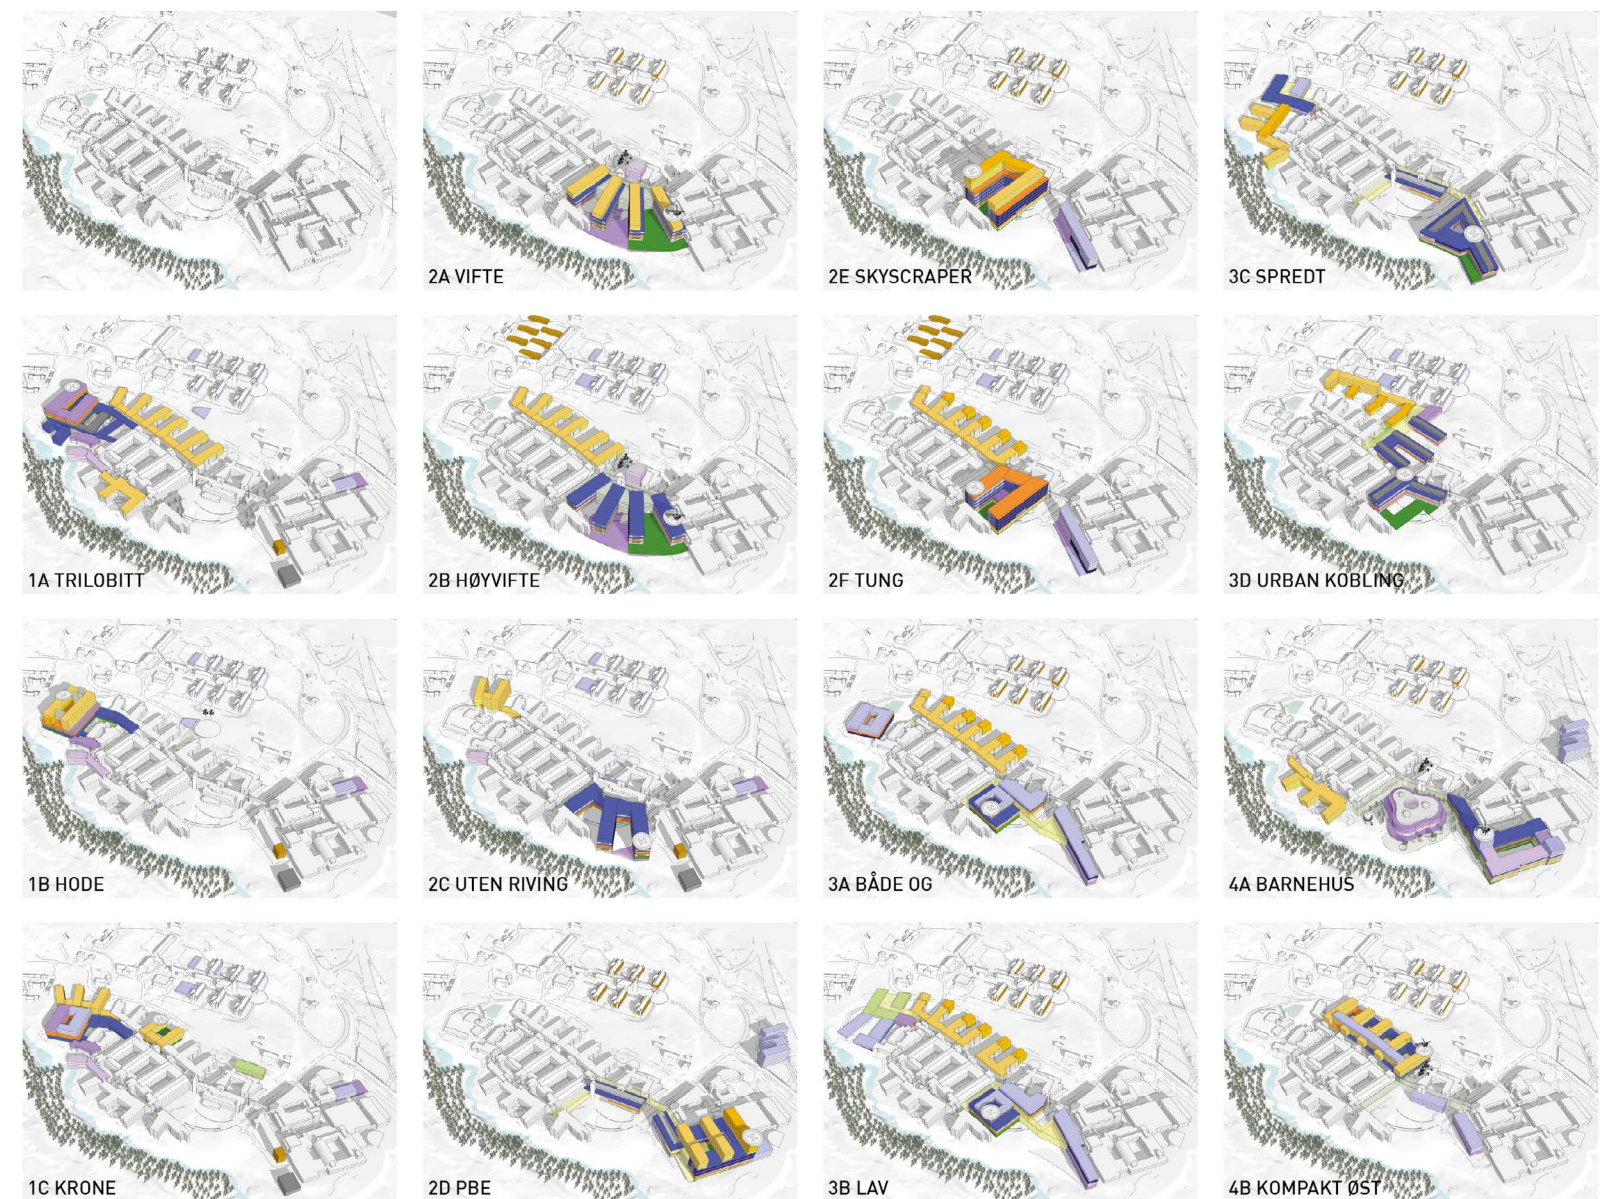 2A VIFTE
2E SKYSCRAPER
3C SPREDT
1A TRILOBITT
2B HØYVIFTE
2F TUNG
3D URBAN KOBLING
1B HODE
2C UTEN RIVING
3A BÅDE OG
4A BARNEHUS
1C KRONE
2D PBE
3B LAV
4B KOMPAKT ØST